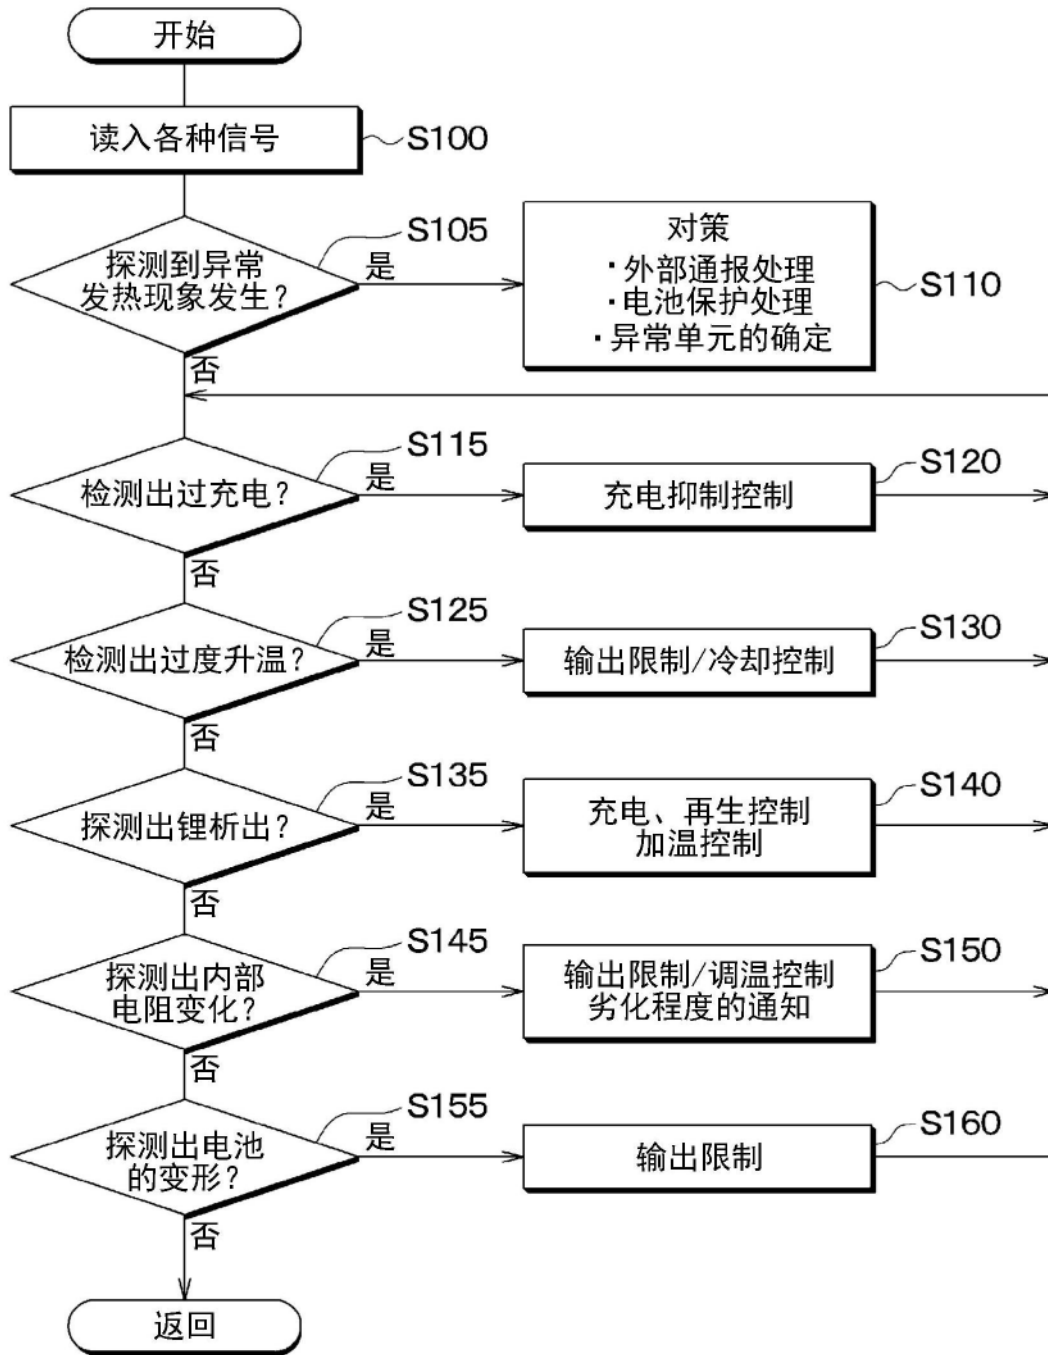 开始
读入各种信号
S100
探测到异常
发热现象发生？
S105
是
对策
·外部通报处理
·电池保护处理
·异常单元的确定
S110
否
检测出过充电？
S115
是
充电抑制控制
S120
否
检测出过度升温？
S125
是
输出限制/冷却控制
S130
否
探测出锂析出？
S135
是
充电、再生控制
加温控制
S140
否
探测出内部
电阻变化？
S145
是
输出限制/调温控制
劣化程度的通知
S150
否
探测出电池
的变形？
S155
是
输出限制
S160
否
返回